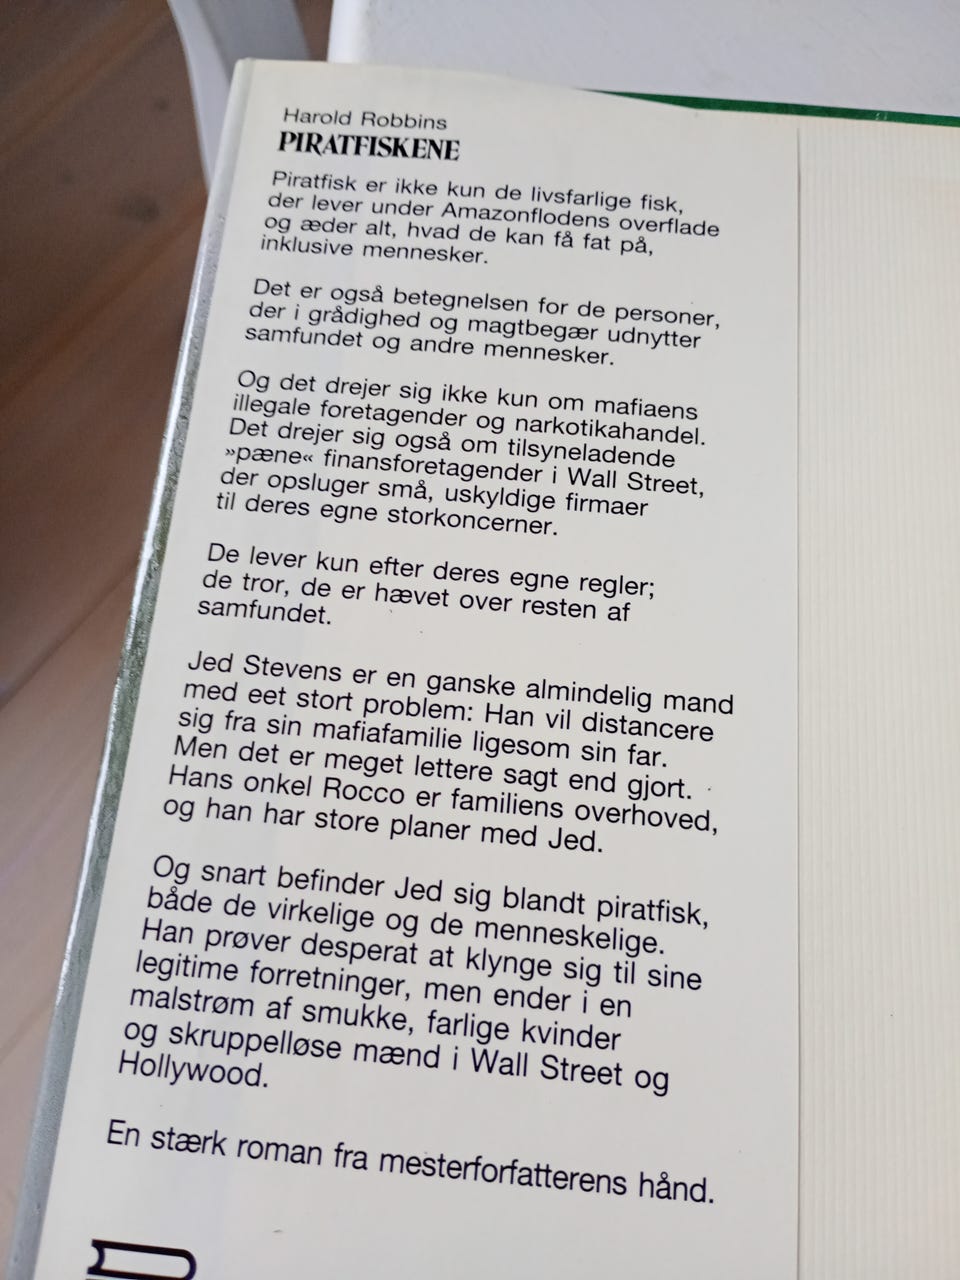 Harold Robbins
PIRATFISKENE
Piratfisk er ikke kun de livsfarlige fisk,
der lever under Amazonflodens overflade
og æder alt, hvad de kan få fat på,
inklusive mennesker.
Det er også betegnelsen for de personer,
der i grådighed og magtbegær udnytter
samfundet og andre mennesker.
Og det drejer sig ikke kun om mafiaens
illegale foretagender og narkotikahandel.
Det drejer sig også om tilsyneladende
»pæne« finansforetagender i Wall Street,
der opsluger små, uskyldige firmaer
til deres egne storkoncerner.
De lever kun efter deres egne regler;
de tror, de er hævet over resten af
samfundet.
Jed Stevens er en ganske almindelig mand
med eet stort problem: Han vil distancere
sig fra sin mafiafamilie ligesom sin far.
Men det er meget lettere sagt end gjort.
Hans onkel Rocco er familiens overhoved,
og han har store planer med Jed.
Og snart befinder Jed sig blandt piratfisk,
både de virkelige og de menneskelige.
Han prøver desperat at klynge sig til sine
legitime forretninger, men ender i en
malstrøm af smukke, farlige kvinder
og skruppelløse mænd i Wall Street og
Hollywood.
En stærk roman fra mesterforfatterens hånd.